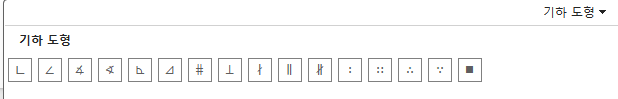 기하 도형
기하 도형
∟ ∠ ∡ ∢ ⊾ ⊿ ⋕ ⊥ ∤ ∥ ∦ ∶ ∷ ∴ ∵ ∎